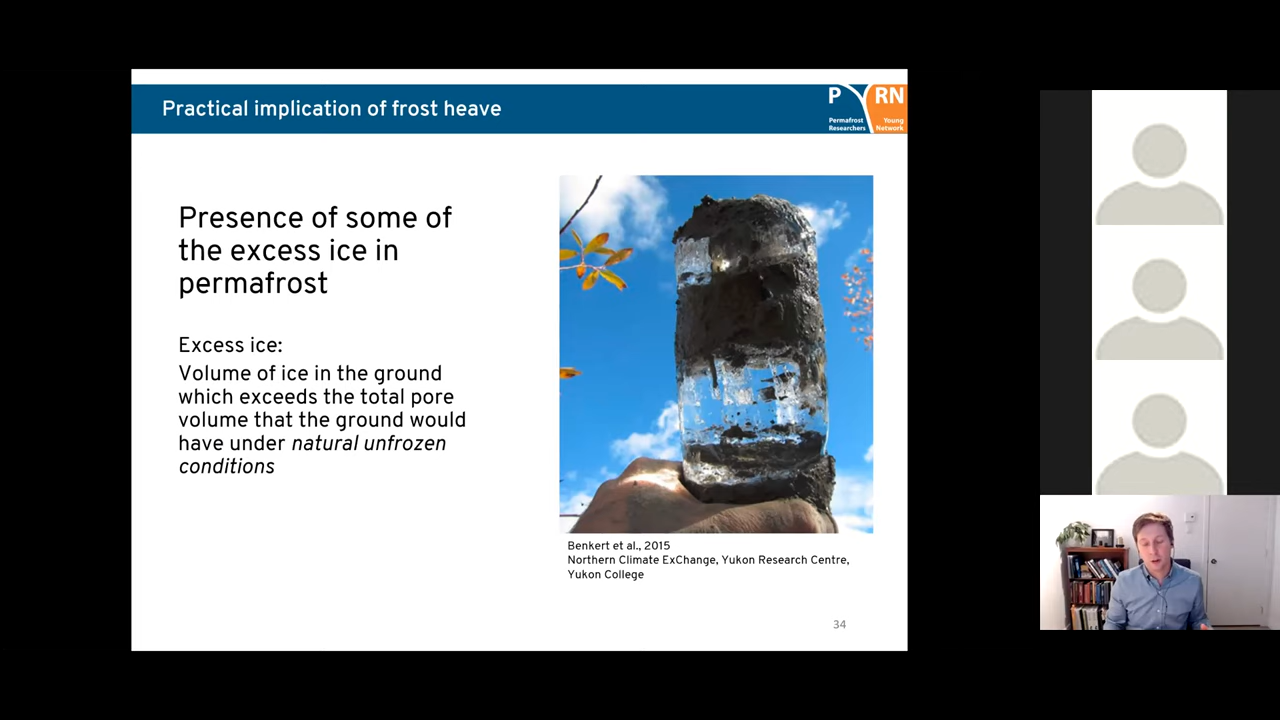 Practical implication of frost heave
P RN
Permafrost Young
Researchers Network
Presence of some of
the excess ice in
permafrost
Excess ice:
Volume of ice in the ground
which exceeds the total pore
volume that the ground would
have under natural unfrozen
conditions
Benkert et al., 2015
Northern Climate ExChange, Yukon Research Centre,
Yukon College
34